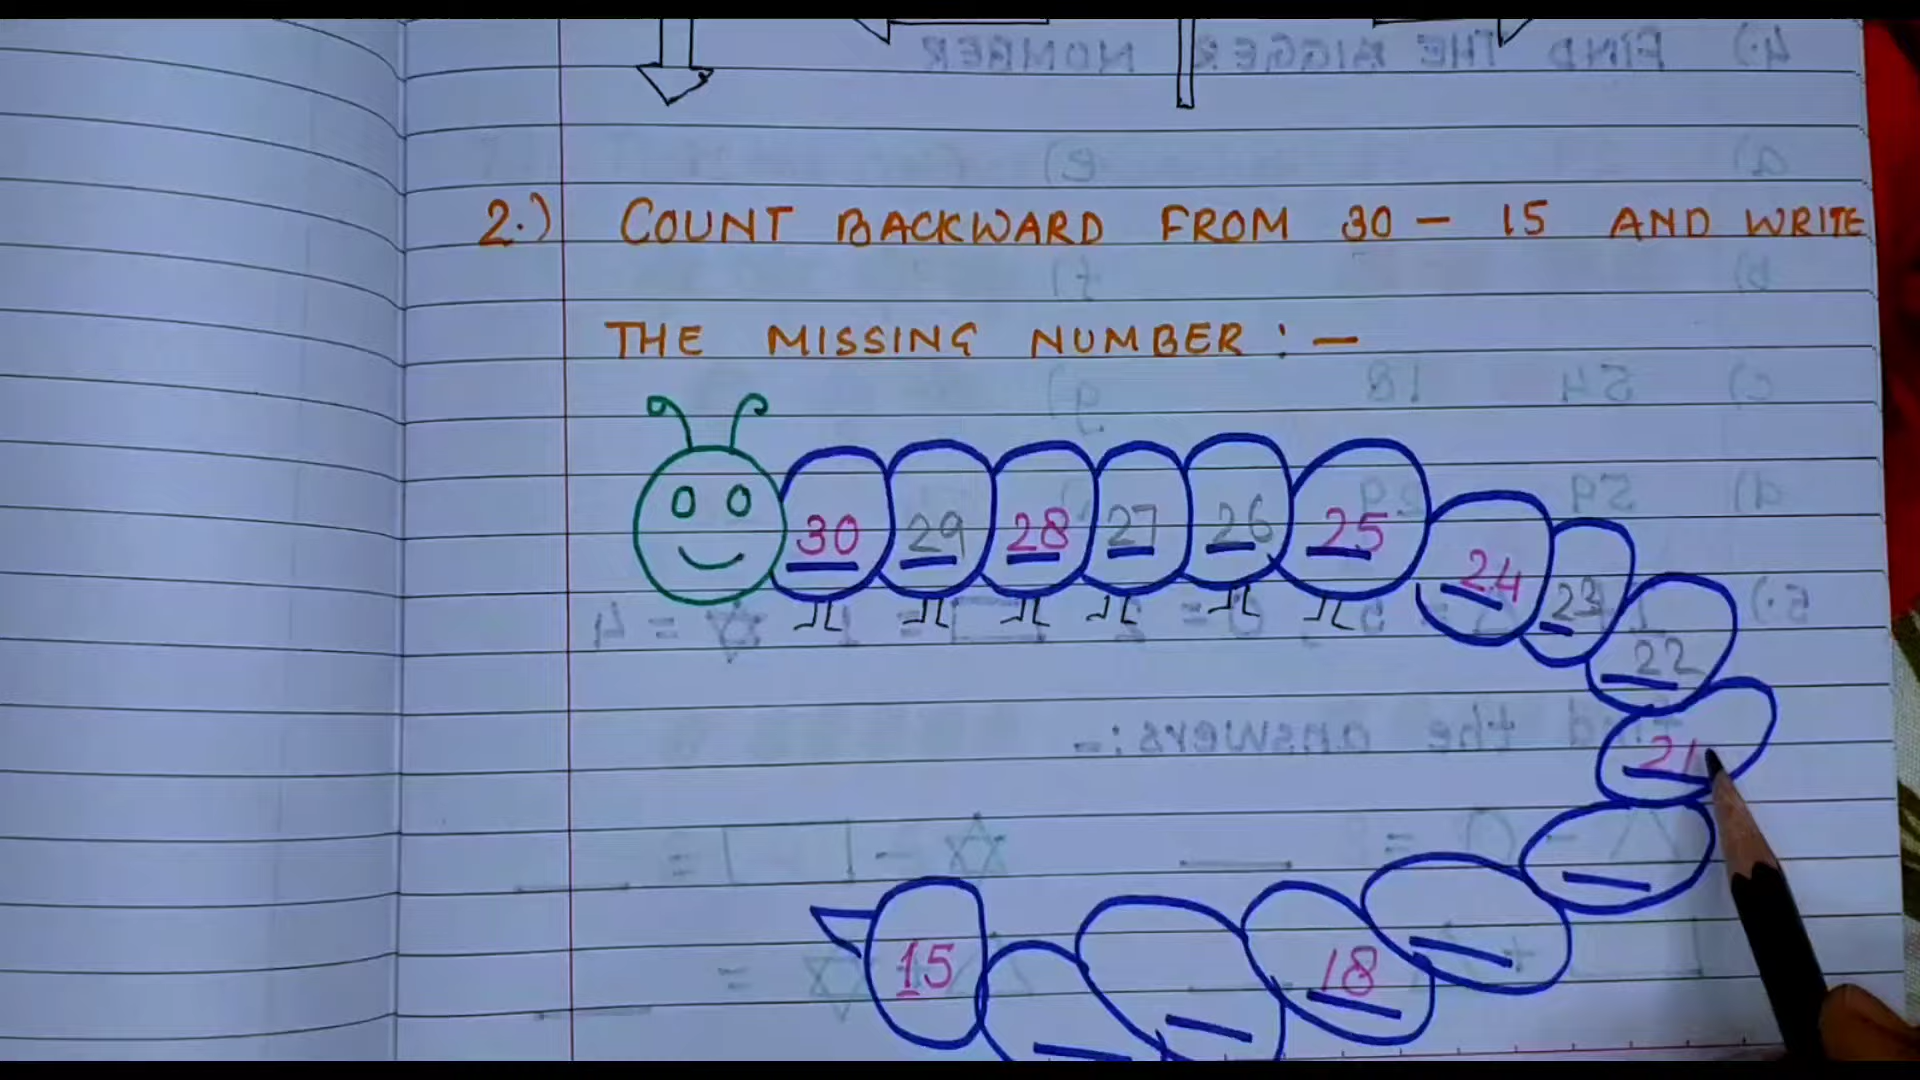 2.) COUNT BACKWARD FROM 30 - 15 AND WRITE
THE MISSING NUMBER : -
30 29 28 27 26 25
24 23
22
21
18
15